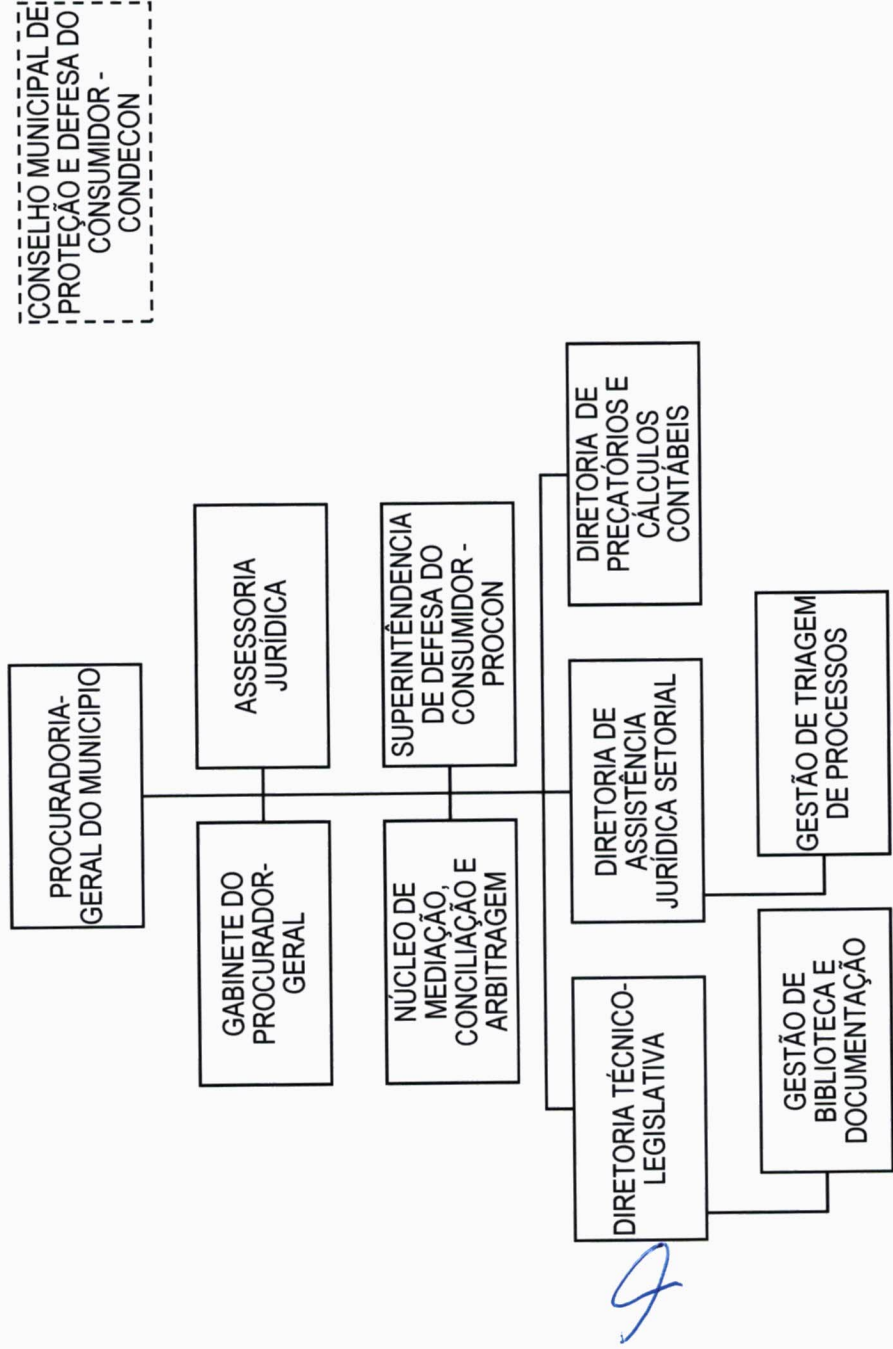 CONSELHO MUNICIPAL DE
PROTEÇÃO E DEFESA DO
CONSUMIDOR -
CONDECON
PROCURADORIA-
GERAL DO MUNICIPIO
GABINETE DO
PROCURADOR-
GERAL
ASSESSORIA
JURÍDICA
NÚCLEO DE
MEDIAÇÃO,
CONCILIAÇÃO E
ARBITRAGEM
SUPERINTÊNDENCIA
DE DEFESA DO
CONSUMIDOR -
PROCON
DIRETORIA TÉCNICO-
LEGISLATIVA
DIRETORIA DE
ASSISTÊNCIA
JURÍDICA SETORIAL
DIRETORIA DE
PRECATÓRIOS E
CÁLCULOS
CONTÁBEIS
GESTÃO DE
BIBLIOTECA E
DOCUMENTAÇÃO
GESTÃO DE TRIAGEM
DE PROCESSOS